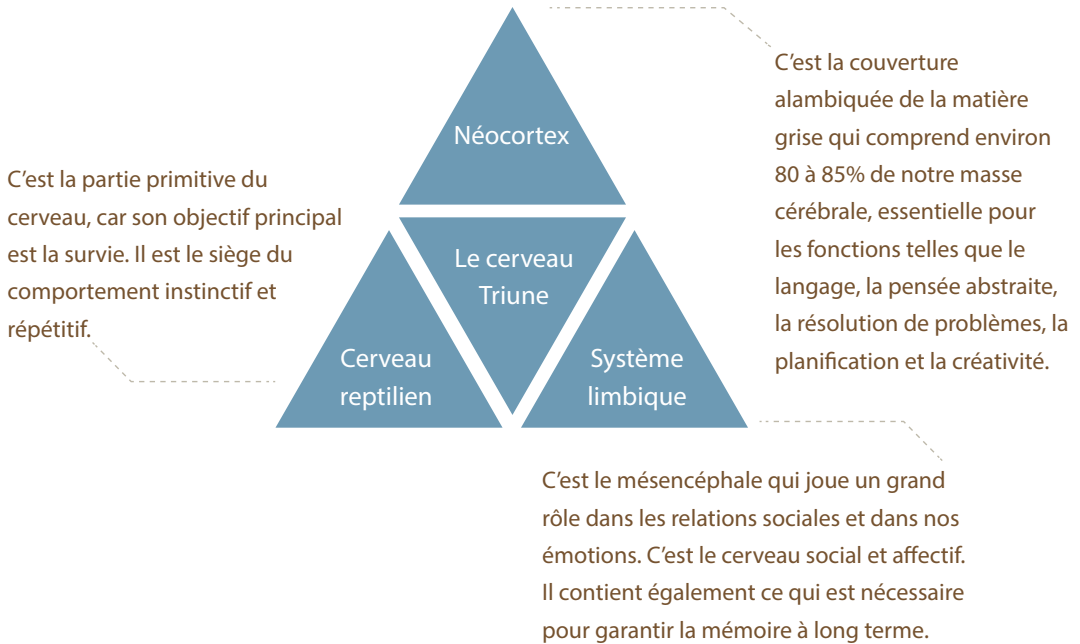 Néocortex
C’est la couverture
alambiquée de la matière
grise qui comprend environ
80 à 85% de notre masse
cérébrale, essentielle pour
les fonctions telles que le
langage, la pensée abstraite,
la résolution de problèmes, la
planification et la créativité.
C’est la partie primitive du
cerveau, car son objectif principal
est la survie. Il est le siège du
comportement instinctif et
répétitif.
Le cerveau
Triune
Cerveau
reptilien
Système
limbique
C’est le mésencéphale qui joue un grand
rôle dans les relations sociales et dans nos
émotions. C’est le cerveau social et affectif.
Il contient également ce qui est nécessaire
pour garantir la mémoire à long terme.